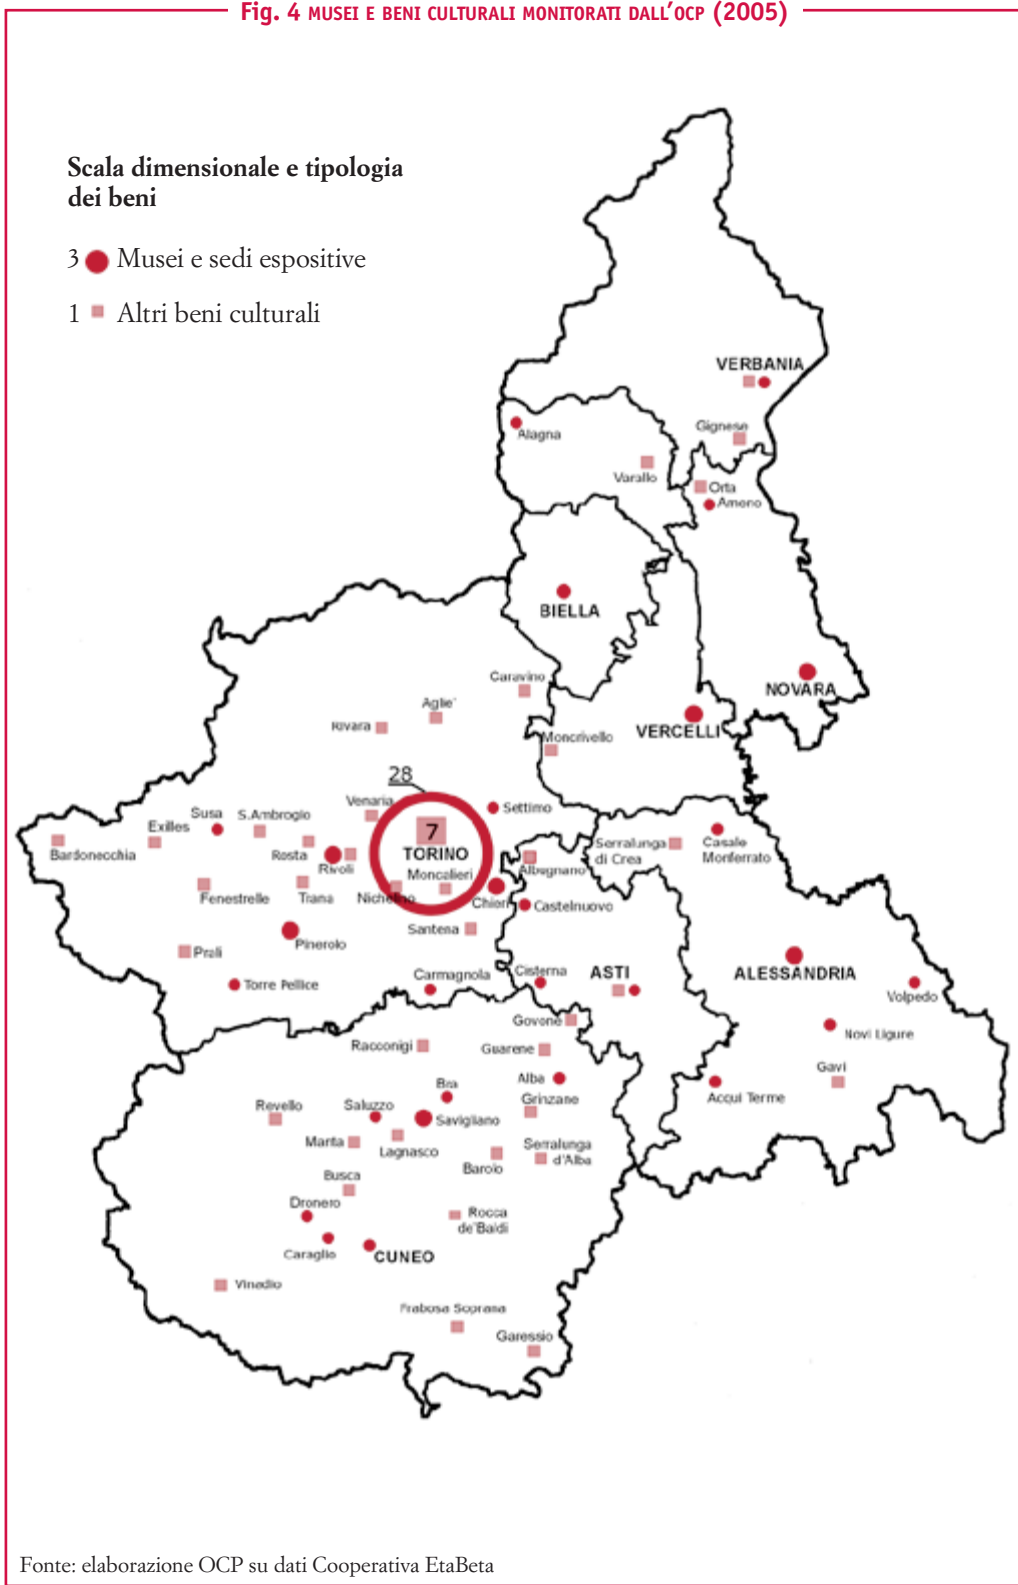 Fig. 4 MUSEI E BENI CULTURALI MONITORATI DALL'OCP (2005)
Scala dimensionale e tipologia
dei beni
3 Musei e sedi espositive
1 Altri beni culturali
VERBANIA
Gignese
Alagna
Varallo
Orta
Ameno
BIELLA
NOVARA
Caravino
Aglie'
Rivara
VERCELLI
Moncrivello
28
Venaria
Settimo
Susa
S.Ambrogio
Exilles
7
TORINO
Bardonecchia
Rosta
Rivoli
Moncalieri
Serralunga
di Crea
Casale
Monferrato
Albugnano
Fenestrelle
Trana
Nichelino
Chieri
Castelnuovo
Santena
Pinerolo
Prali
Torre Pellice
Carmagnola
Cisterna
ASTI
ALESSANDRIA
Volpedo
Govone
Novi Ligure
Racconigi
Guarene
Gavi
Alba
Acqui Terme
Bra
Grinzane
Revello
Saluzzo
Savigliano
Manta
Lagnasco
Serralunga
d'Alba
Barolo
Busca
Dronero
Rocca
de'Baldi
Caraglio
CUNEO
Vinadio
Frabosa Soprana
Garessio
Fonte: elaborazione OCP su dati Cooperativa EtaBeta